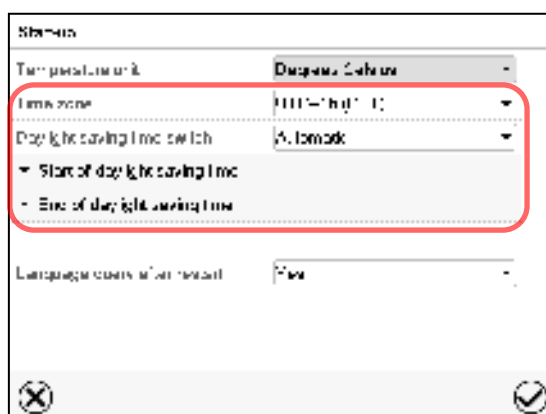 Temperature unit Degrees Celsius
Time zone
Daylight saving time switch Automatic
Start of daylight saving time
End of daylight saving time
Language query after restart Yes